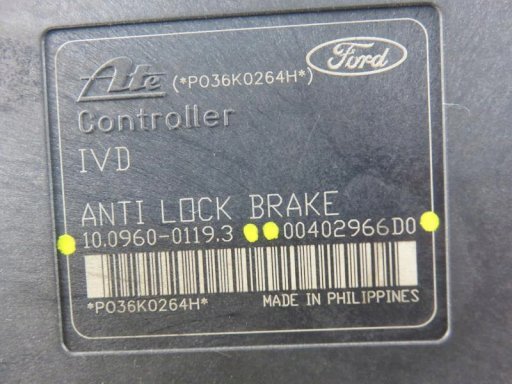 Ate (*P036K0264H*) Ford
Controller
IVD
ANTI LOCK BRAKE
10.0960-0119.3 00402966D0
*P036K0264H* MADE IN PHILIPPINES